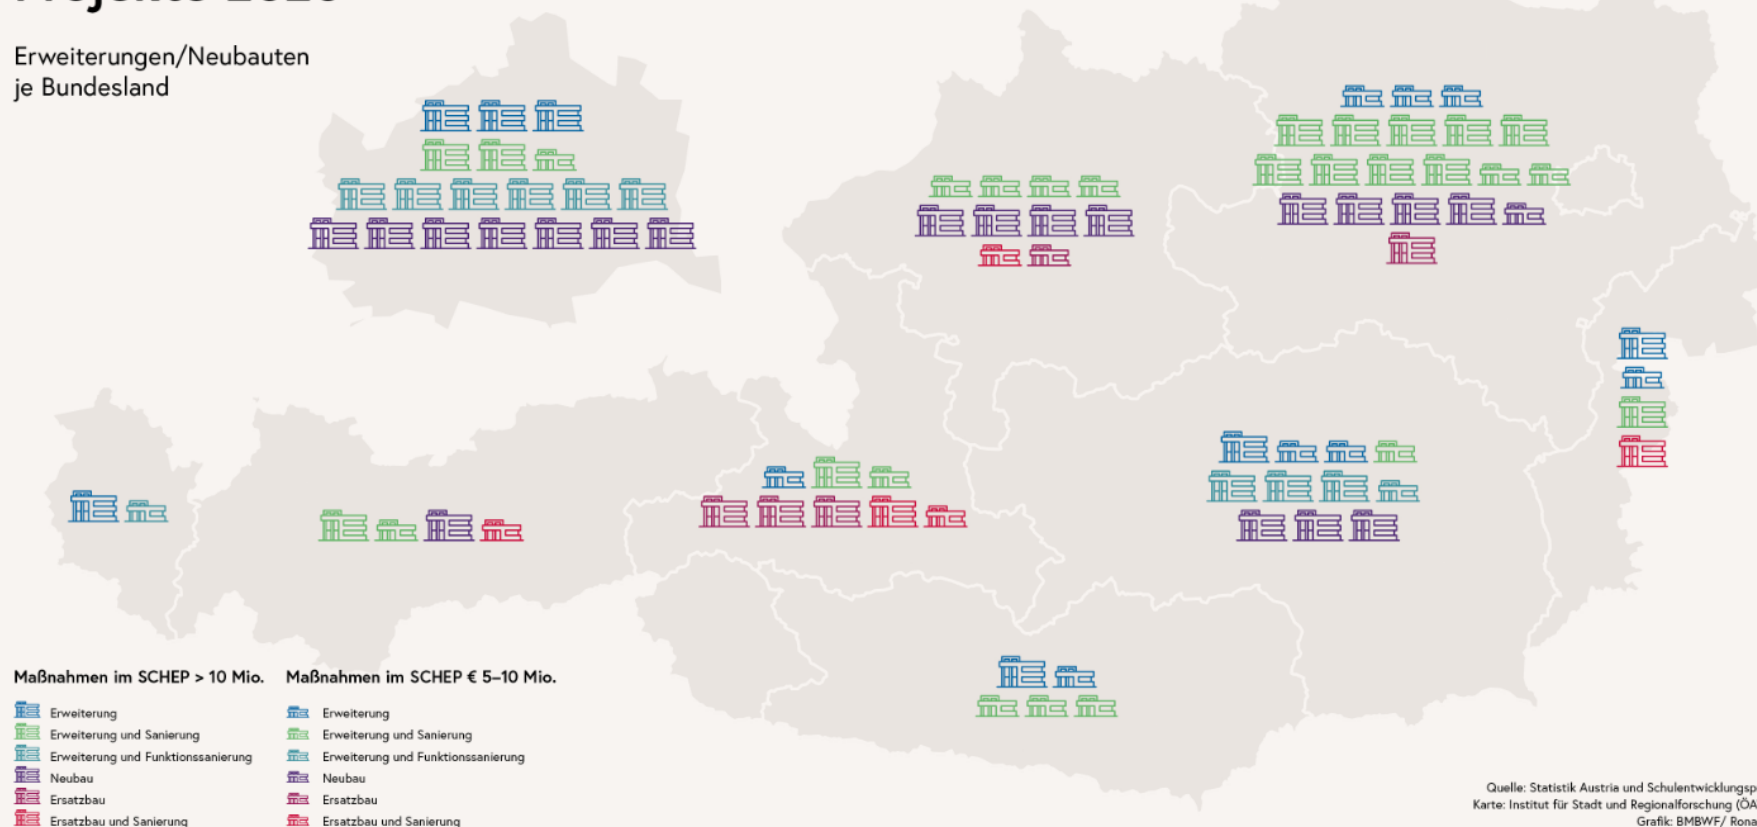 Erweiterungen/Neubauten
je Bundesland
Maßnahmen im SCHEP > 10 Mio.
Erweiterung
Erweiterung und Sanierung
Erweiterung und Funktionssanierung
Neubau
Ersatzbau
Ersatzbau und Sanierung
Maßnahmen im SCHEP € 5–10 Mio.
Erweiterung
Erweiterung und Sanierung
Erweiterung und Funktionssanierung
Neubau
Ersatzbau
Ersatzbau und Sanierung
Quelle: Statistik Austria und Schulentwicklungsp
Karte: Institut für Stadt und Regionalforschung (ÖA
Grafik: BMBWF/ Rona